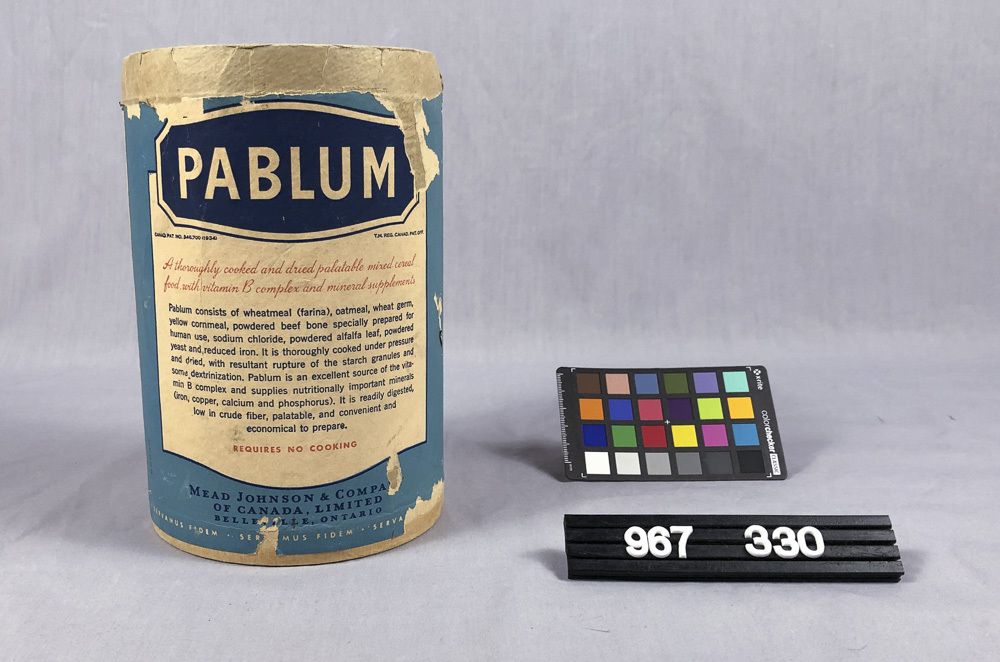 PABLUM
CANAD. PAT. NO. 346,700 (1934) T.M. REG. CANAD. PAT. OFF.
A thoroughly cooked and dried palatable mixed cereal
food with vitamin B complex and mineral supplements
Pablum consists of wheatmeal (farina), oatmeal, wheat germ,
yellow cornmeal, powdered beef bone specially prepared for
human use, sodium chloride, powdered alfalfa leaf, powdered
yeast and reduced iron. It is thoroughly cooked under pressure
and dried, with resultant rupture of the starch granules and
some dextrinization. Pablum is an excellent source of the vita-
min B complex and supplies nutritionally important minerals
(iron, copper, calcium and phosphorus). It is readily digested,
low in crude fiber, palatable, and convenient and
economical to prepare.
REQUIRES NO COOKING
MEAD JOHNSON & COMPA
OF CANADA, LIMITED
BELLE ILLE, ONTARIO
SERVAMUS FIDEM · SER MUS FIDEM · SERVA
x-rite
colorchecker CLASSIC
967 330